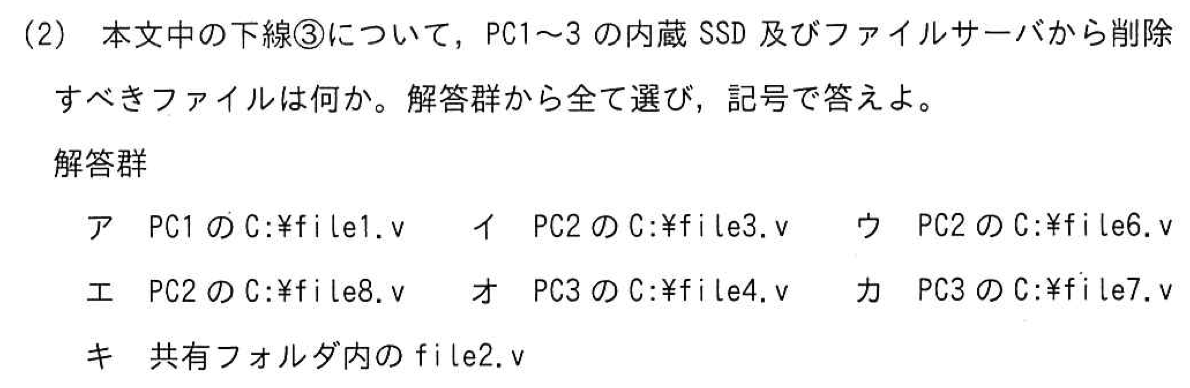 (2) 本文中の下線③について，PC1～3 の内蔵 SSD 及びファイルサーバから削除
すべきファイルは何か。解答群から全て選び，記号で答えよ。
解答群
ア PC1 の C:¥file1.v イ PC2 の C:¥file3.v ウ PC2 の C:¥file6.v
エ PC2 の C:¥file8.v オ PC3 の C:¥file4.v カ PC3 の C:¥file7.v
キ 共有フォルダ内の file2.v